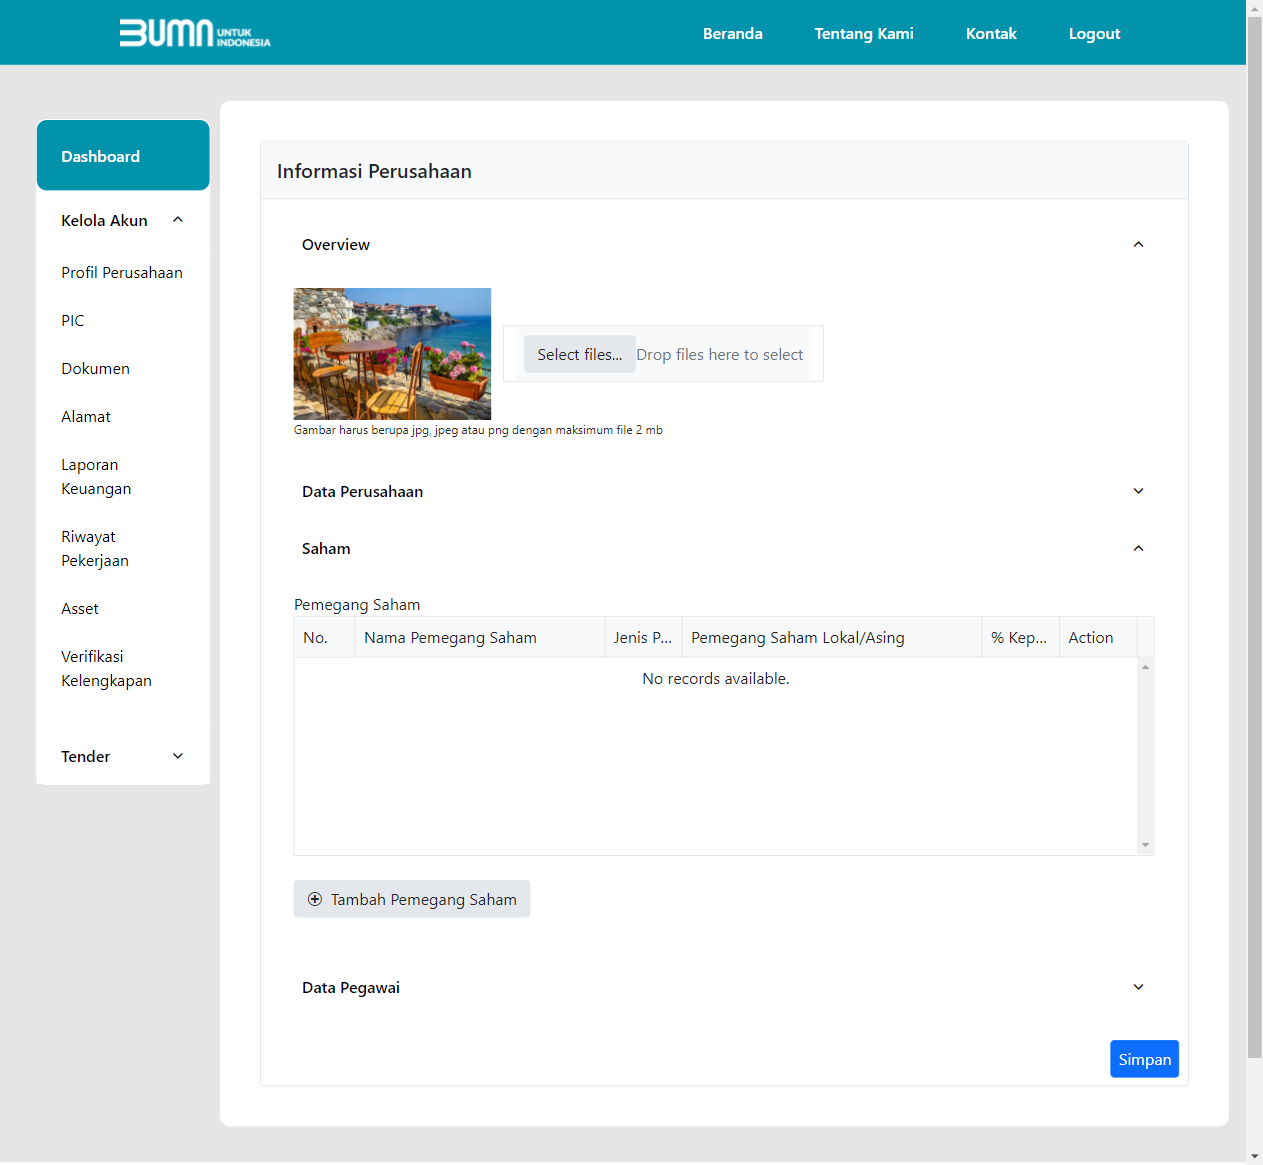 BUMN UNTUK INDONESIA
Beranda Tentang Kami Kontak Logout
Dashboard
Kelola Akun
Profil Perusahaan
PIC
Dokumen
Alamat
Laporan
Keuangan
Riwayat
Pekerjaan
Asset
Verifikasi
Kelengkapan
Tender
Informasi Perusahaan
Overview
Select files... Drop files here to select
Gambar harus berupa jpg, jpeg atau png dengan maksimum file 2 mb
Data Perusahaan
Saham
Pemegang Saham
No. Nama Pemegang Saham Jenis P... Pemegang Saham Lokal/Asing % Kep... Action
No records available.
Tambah Pemegang Saham
Data Pegawai
Simpan